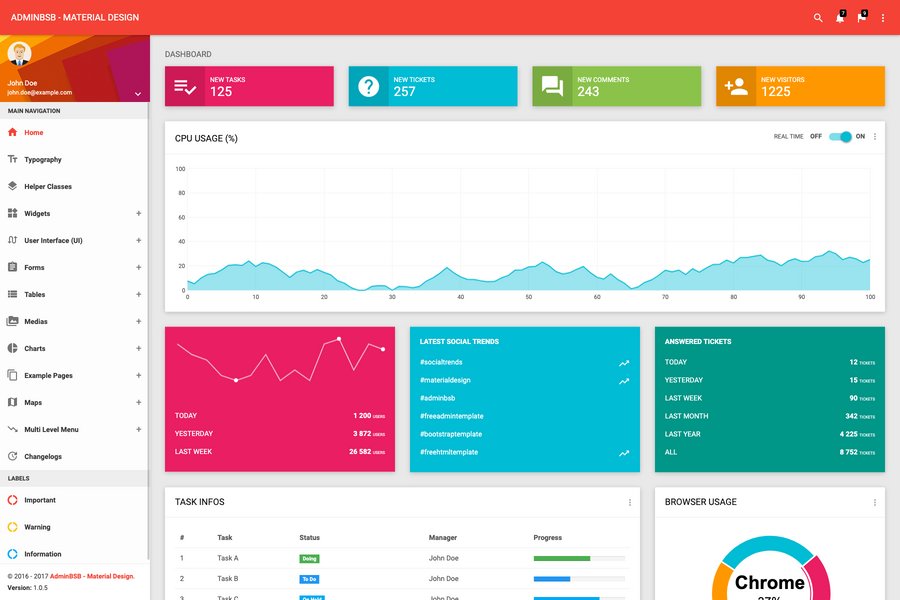 ADMINBSB - MATERIAL DESIGN
7
9
John Doe
john.doe@example.com
MAIN NAVIGATION
Home
Typography
Helper Classes
Widgets
User Interface (UI)
Forms
Tables
Medias
Charts
Example Pages
Maps
Multi Level Menu
Changelogs
LABELS
Important
Warning
Information
© 2016 - 2017 AdminBSB - Material Design.
Version: 1.0.5
DASHBOARD
NEW TASKS
125
NEW TICKETS
257
NEW COMMENTS
243
NEW VISITORS
1225
CPU USAGE (%)
REAL TIME OFF ON
100
80
60
40
20
0
0 10 20 30 40 50 60 70 80 90 100
TODAY 1 200 USERS
YESTERDAY 3 872 USERS
LAST WEEK 26 582 USERS
LATEST SOCIAL TRENDS
#socialtrends
#materialdesign
#adminbsb
#freeadmintemplate
#bootstraptemplate
#freehtmltemplate
ANSWERED TICKETS
TODAY 12 TICKETS
YESTERDAY 15 TICKETS
LAST WEEK 90 TICKETS
LAST MONTH 342 TICKETS
LAST YEAR 4 225 TICKETS
ALL 8 752 TICKETS
TASK INFOS
# Task Status Manager Progress
1 Task A Doing John Doe
2 Task B To Do John Doe
3 Task C On Hold John Doe
BROWSER USAGE
Chrome
37%